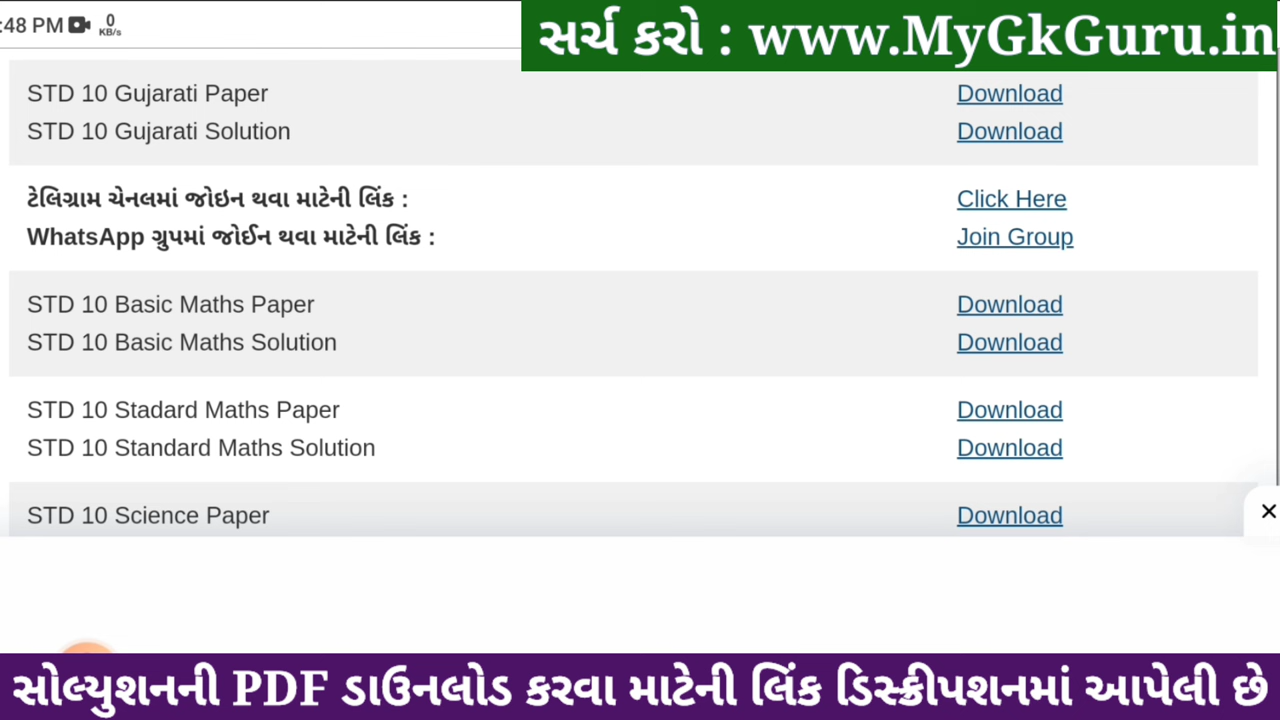 :48 PM 0 KB/s
સર્ચ કરો : www.MyGkGuru.in
STD 10 Gujarati Paper Download
STD 10 Gujarati Solution Download
ટેલિગ્રામ ચેનલમાં જોઇન થવા માટેની લિંક : Click Here
WhatsApp ગ્રુપમાં જોઈન થવા માટેની લિંક : Join Group
STD 10 Basic Maths Paper Download
STD 10 Basic Maths Solution Download
STD 10 Stadard Maths Paper Download
STD 10 Standard Maths Solution Download
STD 10 Science Paper Download
સોલ્યુશનની PDF ડાઉનલોડ કરવા માટેની લિંક ડિસ્ક્રીપશનમાં આપેલી છે